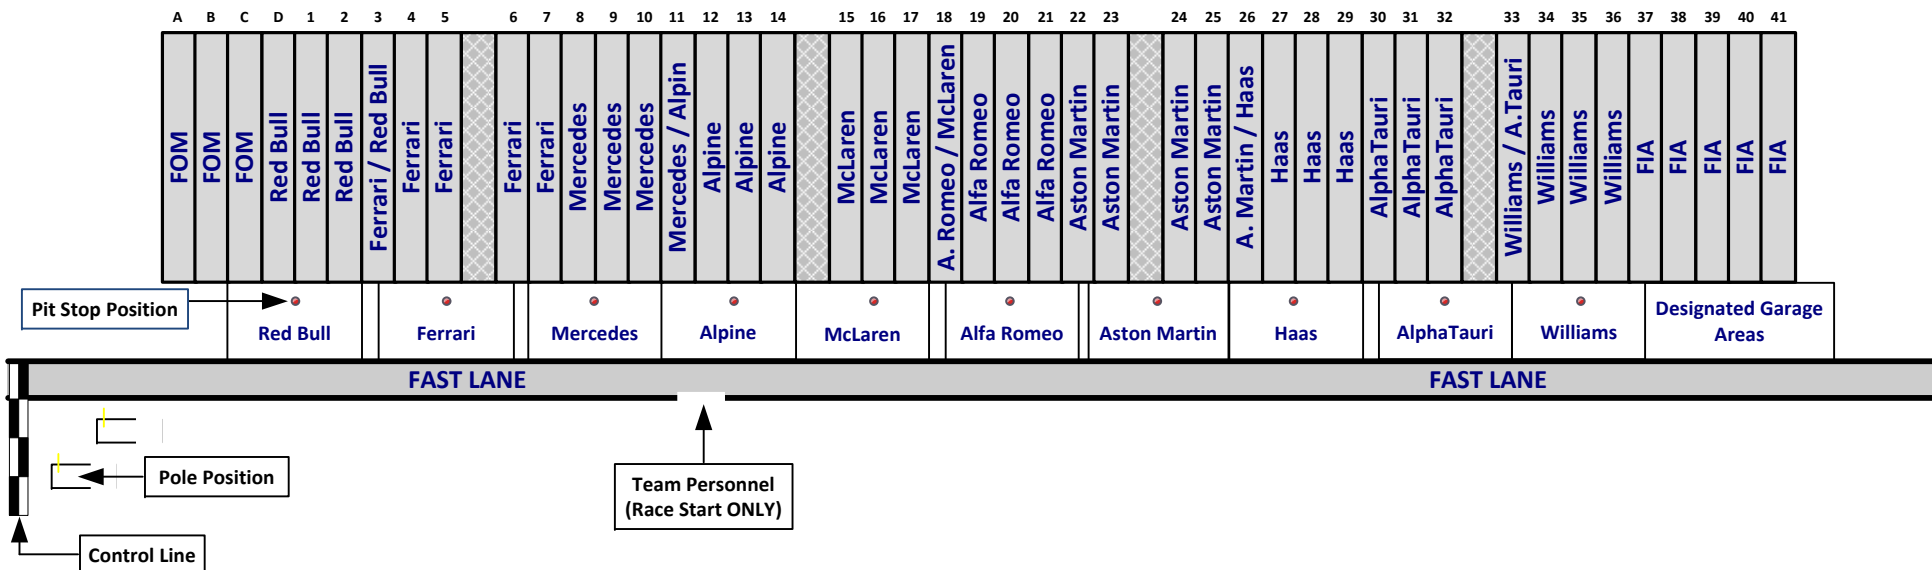 A B C D 1 2 3 4 5 6 7 8 9 10 11 12 13 14 15 16 17 18 19 20 21 22 23 24 25 26 27 28 29 30 31 32 33 34 35 36 37 38 39 40 41
FOM
FOM
FOM
Red Bull
Red Bull
Red Bull
Ferrari / Red Bull
Ferrari
Ferrari
Ferrari
Ferrari
Mercedes
Mercedes
Mercedes
Mercedes / Alpin
Alpine
Alpine
Alpine
McLaren
McLaren
McLaren
A. Romeo / McLaren
Alfa Romeo
Alfa Romeo
Alfa Romeo
Aston Martin
Aston Martin
Aston Martin
Aston Martin
A. Martin / Haas
Haas
Haas
Haas
AlphaTauri
AlphaTauri
AlphaTauri
Williams / A.Tauri
Williams
Williams
Williams
FIA
FIA
FIA
FIA
FIA
Pit Stop Position
Red Bull
Ferrari
Mercedes
Alpine
McLaren
Alfa Romeo
Aston Martin
Haas
AlphaTauri
Williams
Designated Garage
Areas
FAST LANE
FAST LANE
Pole Position
Team Personnel
(Race Start ONLY)
Control Line